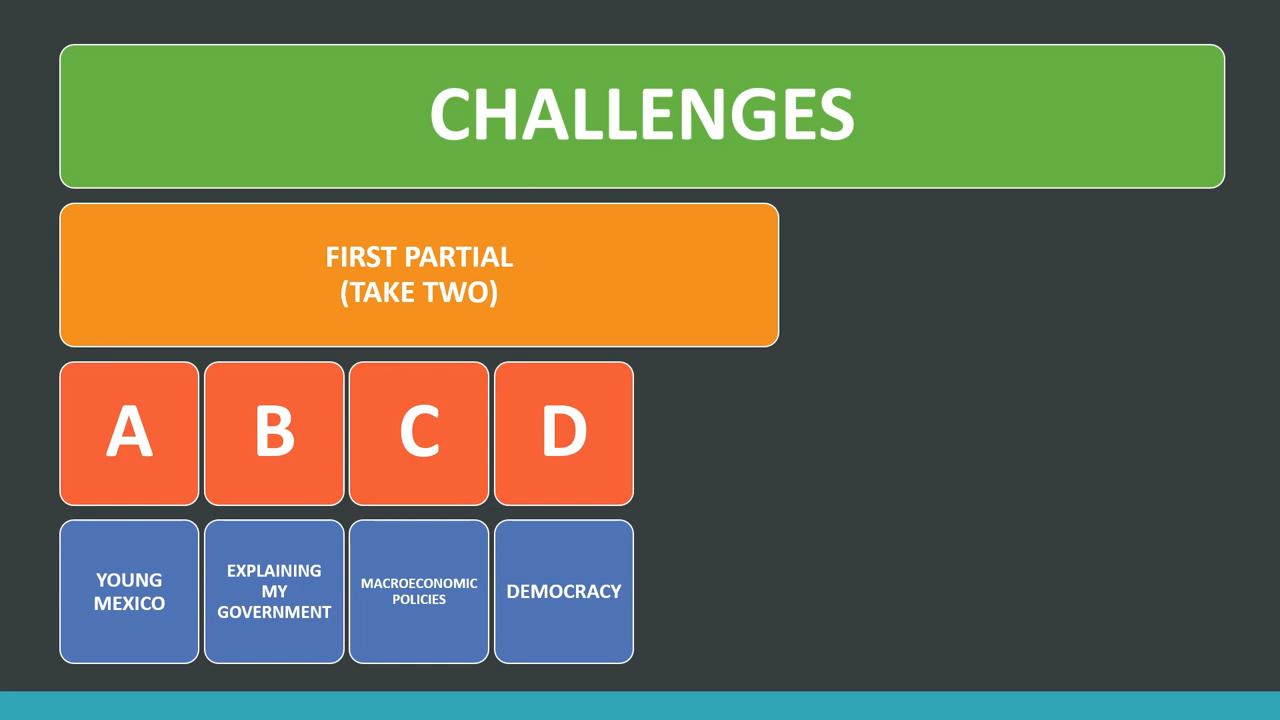 CHALLENGES
FIRST PARTIAL
(TAKE TWO)
A
B
C
D
YOUNG
MEXICO
EXPLAINING
MY
GOVERNMENT
MACROECONOMIC
POLICIES
DEMOCRACY